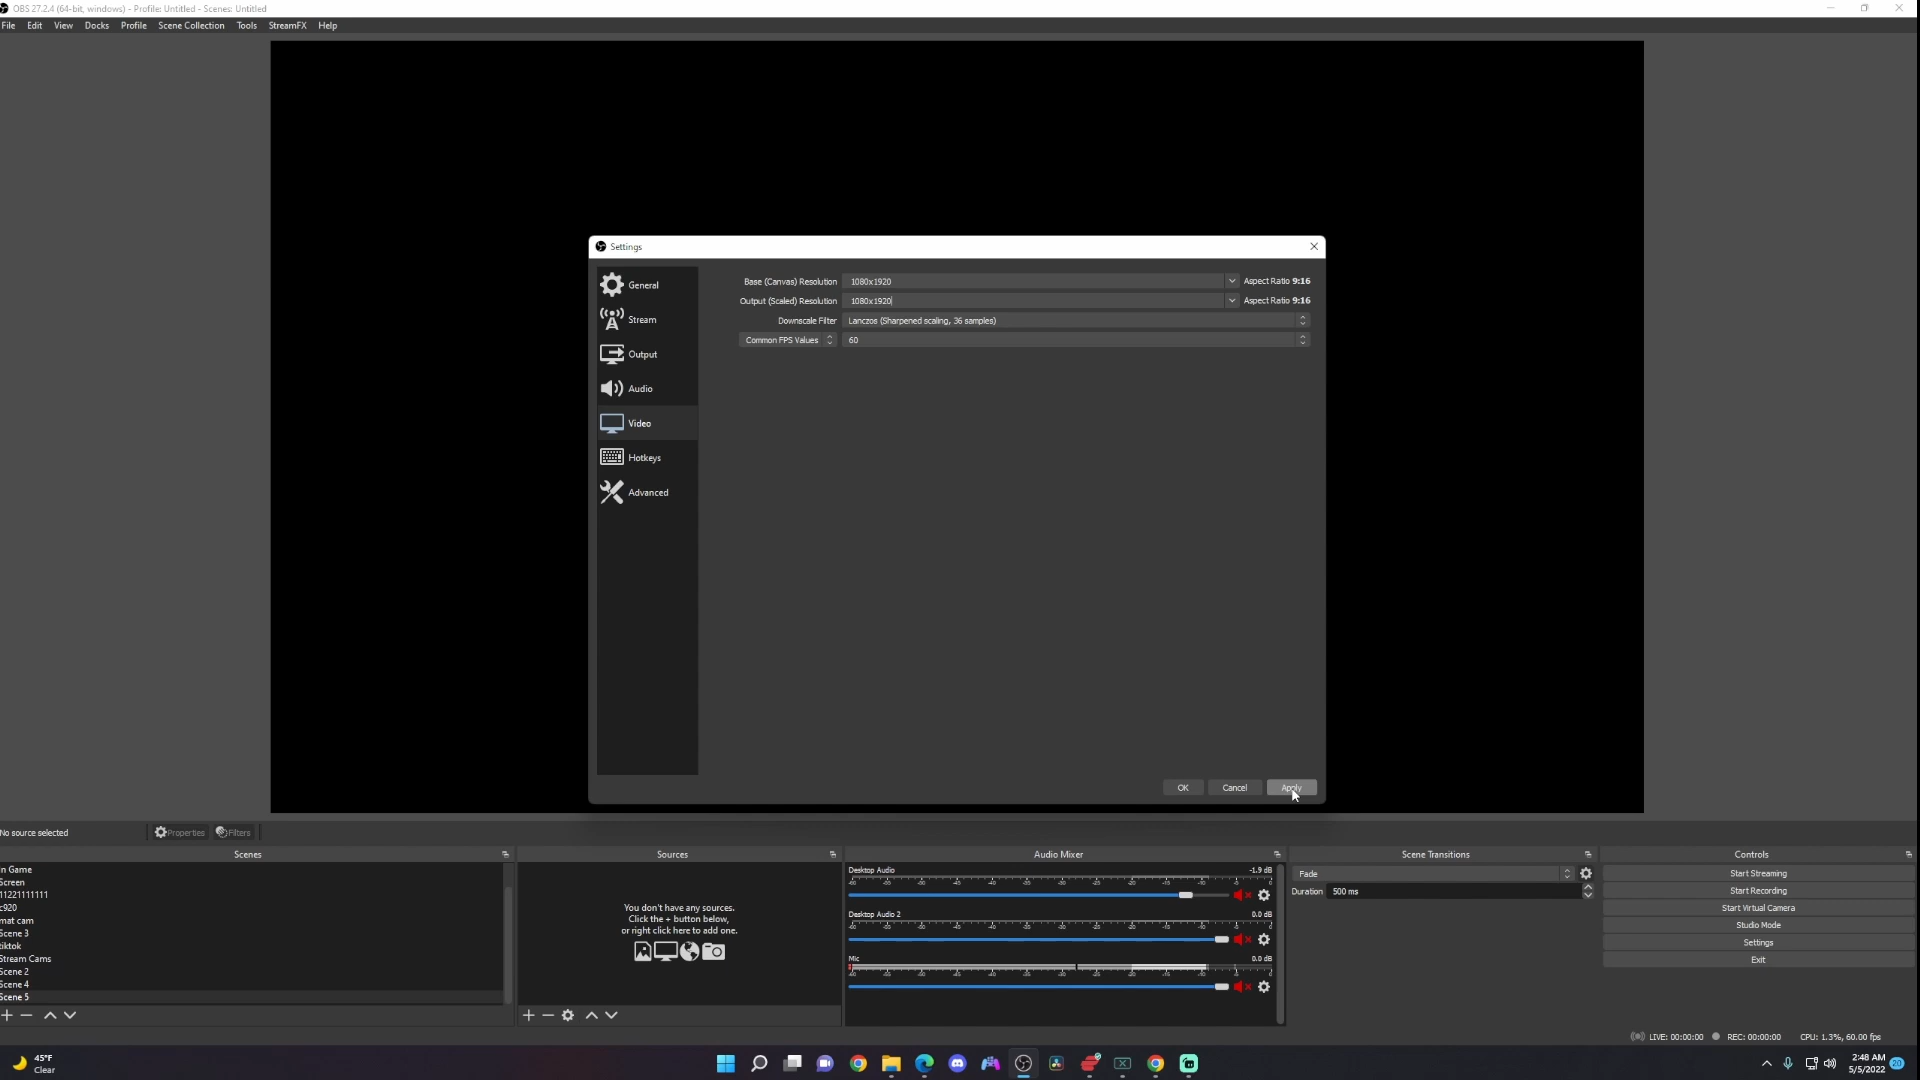 OBS 27.2.4 (64-bit, windows) - Profile: Untitled - Scenes: Untitled
File Edit View Docks Profile Scene Collection Tools StreamFX Help
Settings
General
Stream
Output
Audio
Video
Hotkeys
Advanced
Base (Canvas) Resolution 1080x1920 Aspect Ratio 9:16
Output (Scaled) Resolution 1080x1920 Aspect Ratio 9:16
Downscale Filter Lanczos (Sharpened scaling, 36 samples)
Common FPS Values 60
OK Cancel Apply
No source selected Properties Filters
Scenes
n Game
Screen
11221111111
c920
mat cam
Scene 3
tiktok
Stream Cams
Scene 2
Scene 4
Scene 5
Sources
You don't have any sources.
Click the + button below,
or right click here to add one.
Audio Mixer
Desktop Audio -1.9 dB
Desktop Audio 2 0.0 dB
Mic 0.0 dB
Scene Transitions
Fade
Duration 500 ms
Controls
Start Streaming
Start Recording
Start Virtual Camera
Studio Mode
Settings
Exit
LIVE: 00:00:00 REC: 00:00:00 CPU: 1.3%, 60.00 fps
45°F
Clear
2:48 AM
5/5/2022
20